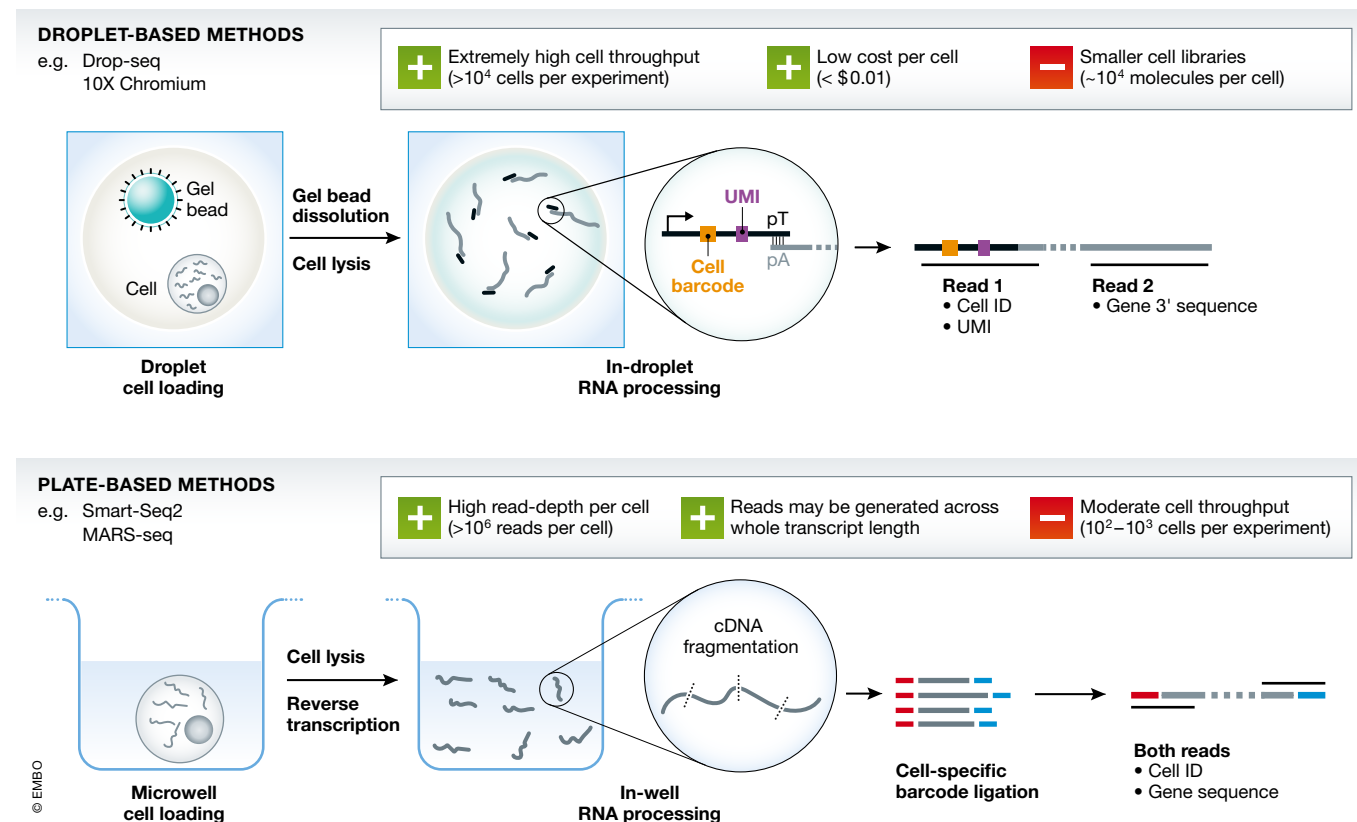 DROPLET-BASED METHODS
e.g. Drop-seq
10X Chromium
Extremely high cell throughput
(>10⁴ cells per experiment)
Low cost per cell
(< $0.01)
Smaller cell libraries
(~10⁴ molecules per cell)
Gel
bead
Cell
Gel bead
dissolution
Cell lysis
UMI
pT
pA
Cell
barcode
Read 1
• Cell ID
• UMI
Read 2
• Gene 3' sequence
Droplet
cell loading
In-droplet
RNA processing
PLATE-BASED METHODS
e.g. Smart-Seq2
MARS-seq
High read-depth per cell
(>10⁶ reads per cell)
Reads may be generated across
whole transcript length
Moderate cell throughput
(10²–10³ cells per experiment)
Cell lysis
Reverse
transcription
cDNA
fragmentation
Cell-specific
barcode ligation
Both reads
• Cell ID
• Gene sequence
Microwell
cell loading
In-well
RNA processing
© EMBO